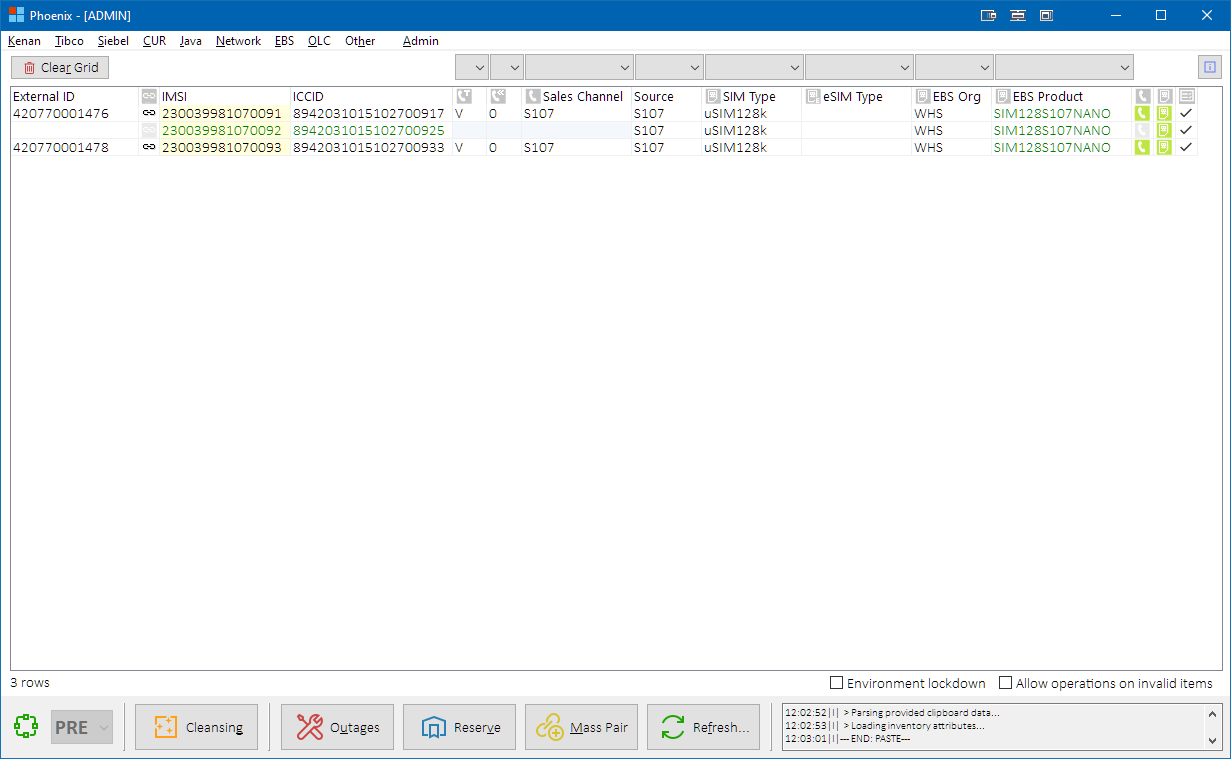 Phoenix - [ADMIN]
Kenan Tibco Siebel CUR Java Network EBS OLC Other Admin
Clear Grid
External ID IMSI ICCID Sales Channel Source SIM Type eSIM Type EBS Org EBS Product
420770001476 230039981070091 8942031015102700917 V 0 S107 S107 uSIM128k WHS SIM128S107NANO
230039981070092 8942031015102700925 S107 uSIM128k WHS SIM128S107NANO
420770001478 230039981070093 8942031015102700933 V 0 S107 S107 uSIM128k WHS SIM128S107NANO
3 rows Environment lockdown Allow operations on invalid items
PRE Cleansing Outages Reserve Mass Pair Refresh...
12:02:52|I| > Parsing provided clipboard data...
12:02:53|I| > Loading inventory attributes...
12:03:01|I|--- END: PASTE---